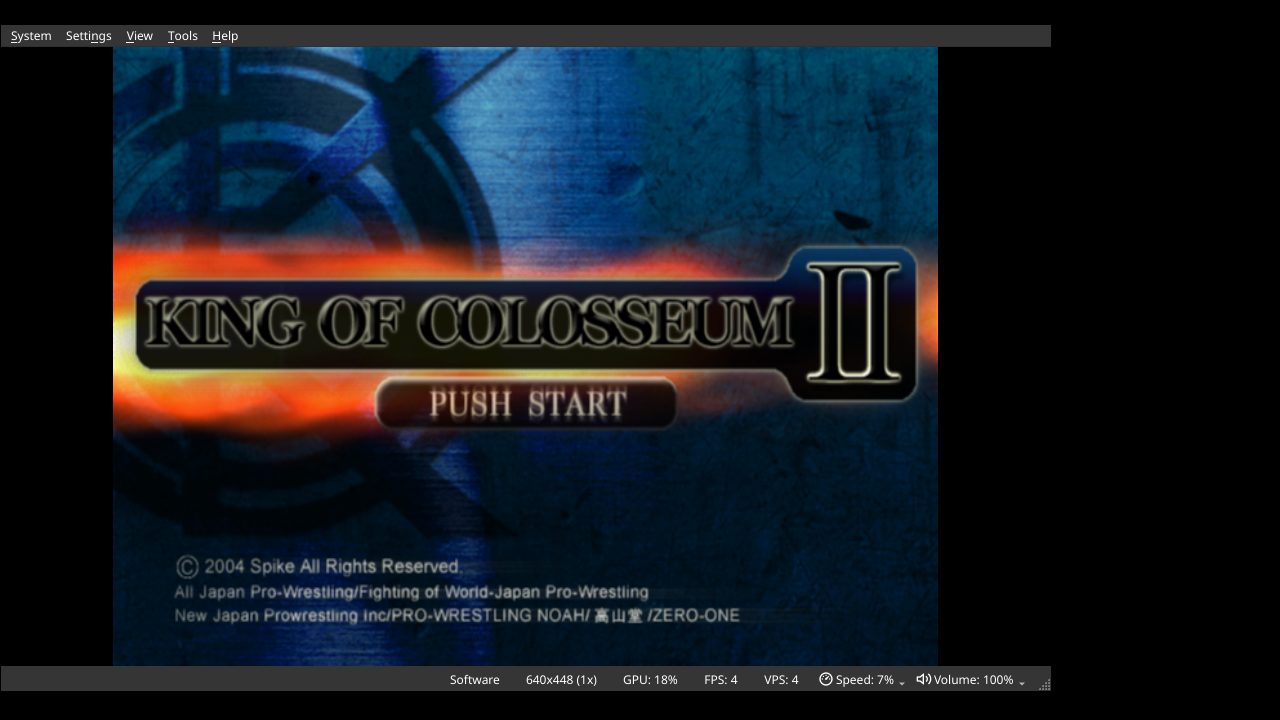 System Settings View Tools Help
KING OF COLOSSEUM II
PUSH START
© 2004 Spike All Rights Reserved.
All Japan Pro-Wrestling/Fighting of World-Japan Pro-Wrestling
New Japan Prowrestling Inc/PRO-WRESTLING NOAH/ 高山堂 /ZERO-ONE
Software 640x448 (1x) GPU: 18% FPS: 4 VPS: 4 Speed: 7% Volume: 100%